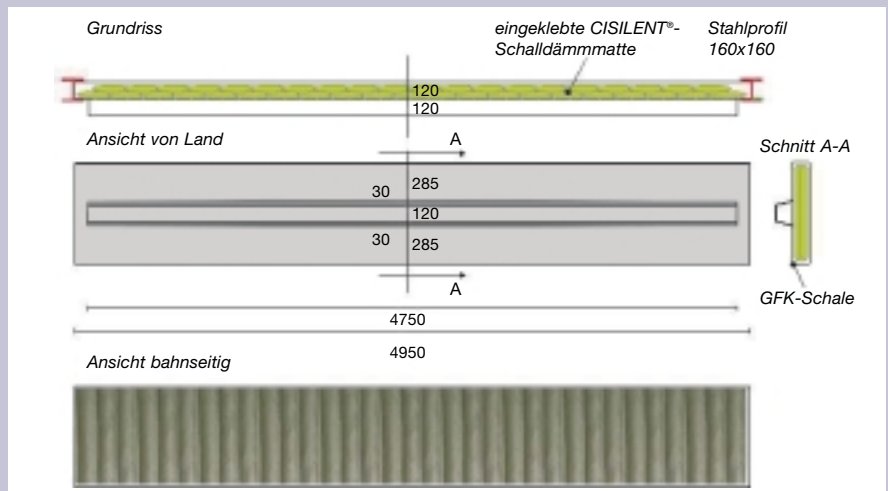 Grundriss
eingeklebte CISILENT®-
Schalldämmmatte
Stahlprofil
160x160
120
120
Ansicht von Land
A
Schnitt A-A
30
285
120
30
285
A
GFK-Schale
4750
4950
Ansicht bahnseitig